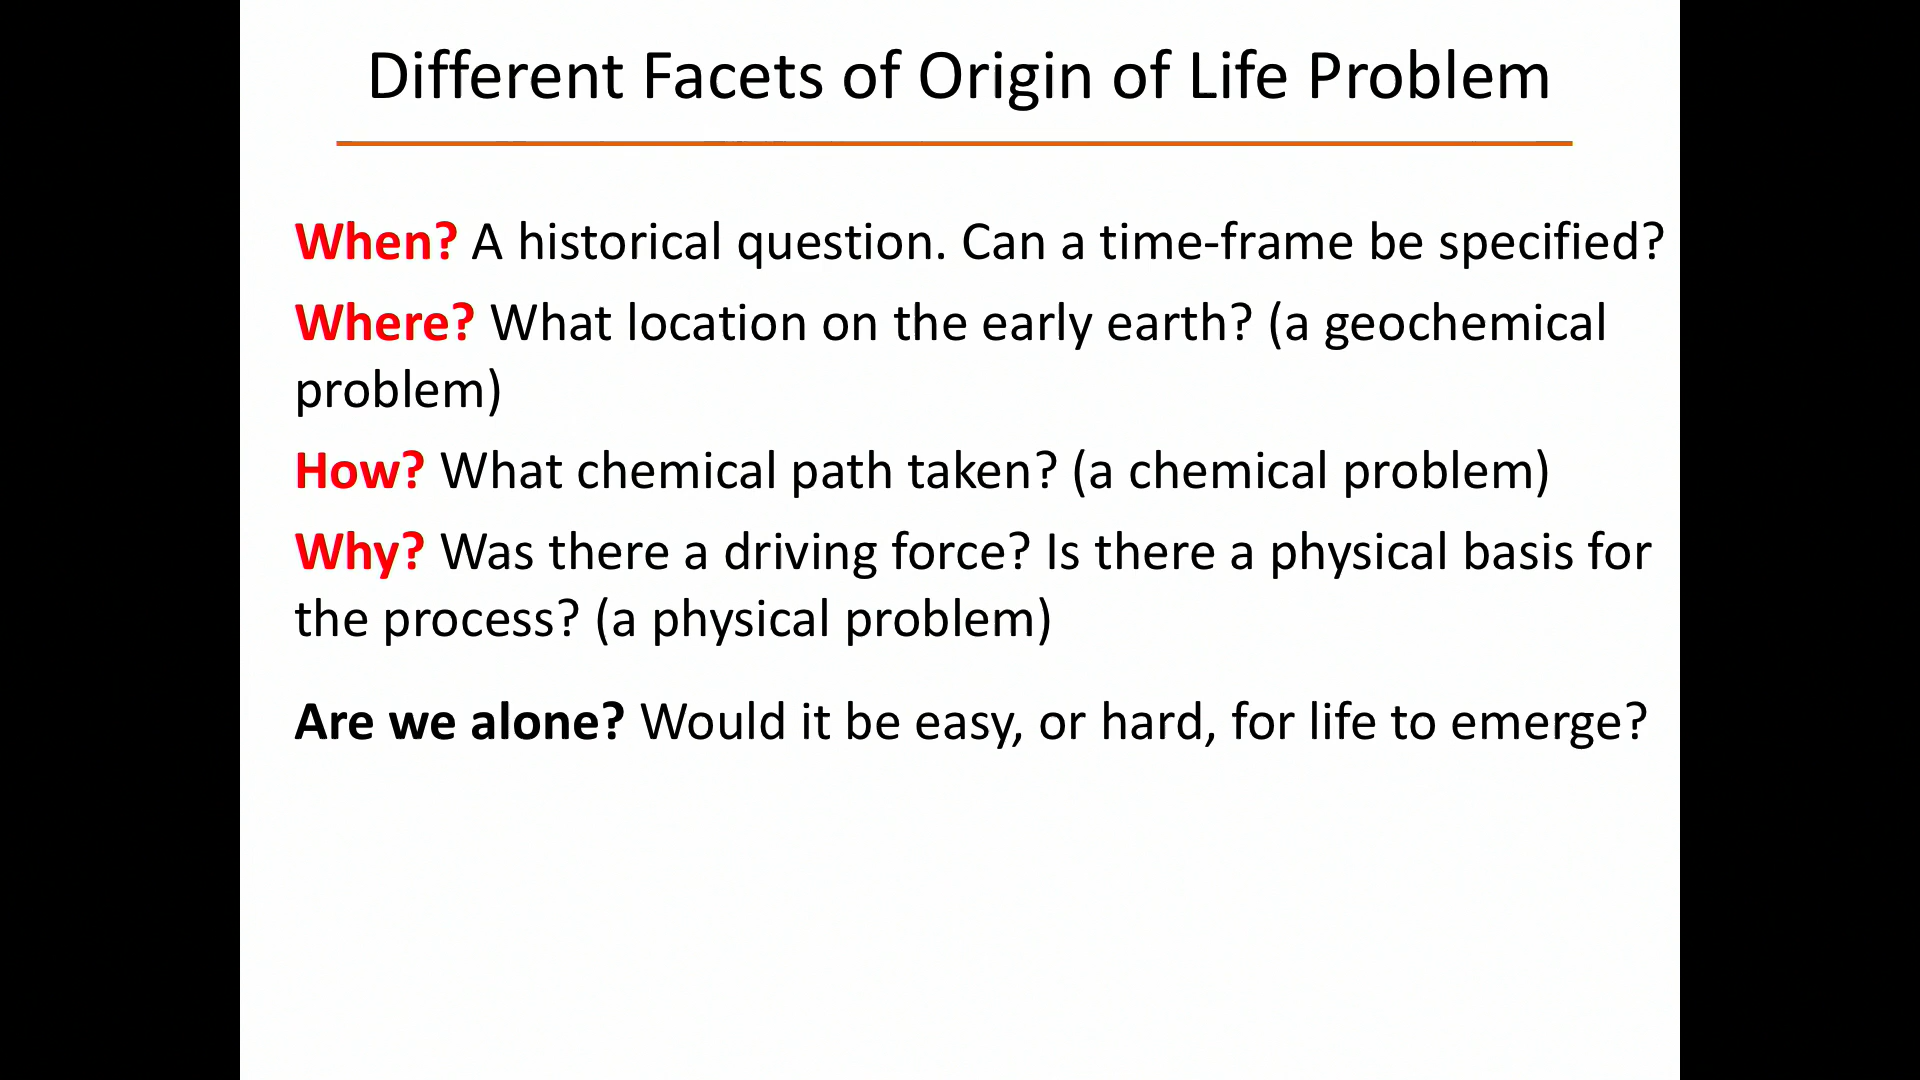 Different Facets of Origin of Life Problem
When? A historical question. Can a time-frame be specified?
Where? What location on the early earth? (a geochemical
problem)
How? What chemical path taken? (a chemical problem)
Why? Was there a driving force? Is there a physical basis for
the process? (a physical problem)
Are we alone? Would it be easy, or hard, for life to emerge?